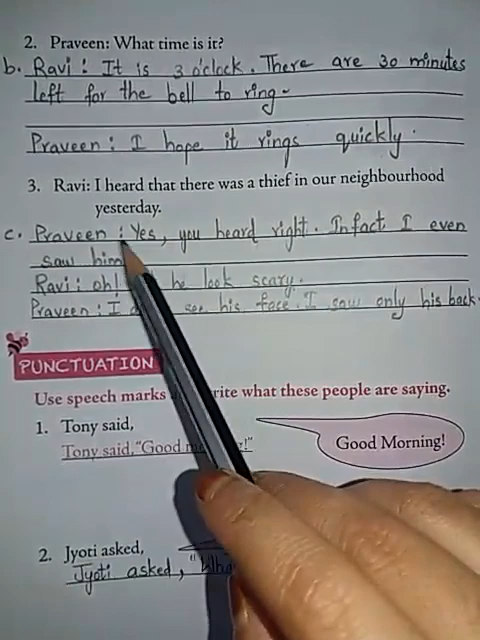 2. Praveen: What time is it?
b. Ravi: It is 3 o'clock. There are 30 minutes
left for the bell to ring.
Praveen: I hope it rings quickly.
3. Ravi: I heard that there was a thief in our neighbourhood
yesterday.
c. Praveen: Yes, you heard right. Infact I even
saw him
Ravi: oh! he look scary.
Praveen: I see his face. I saw only his back.
PUNCTUATION
Use speech marks write what these people are saying.
1. Tony said,
Tony said, "Good
Good Morning!
2. Jyoti asked,
Jyoti asked,